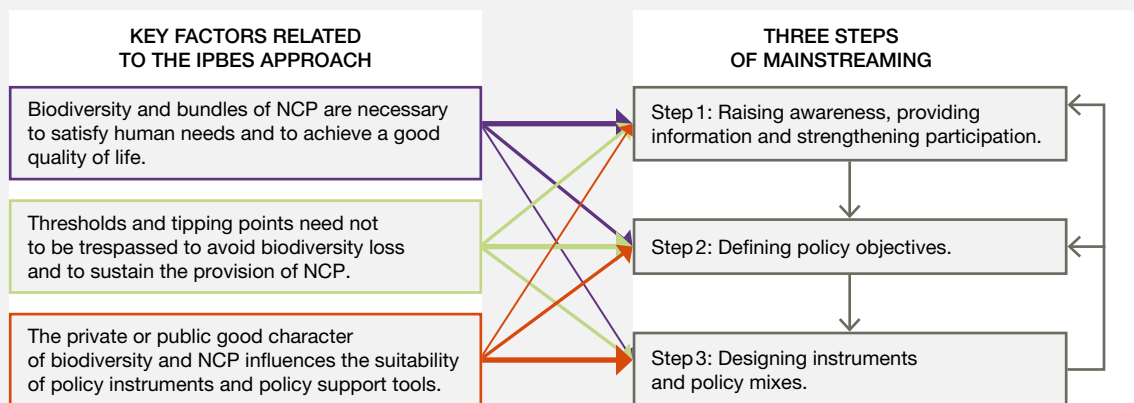 KEY FACTORS RELATED
TO THE IPBES APPROACH
Biodiversity and bundles of NCP are necessary
to satisfy human needs and to achieve a good
quality of life.
Thresholds and tipping points need not
to be trespassed to avoid biodiversity loss
and to sustain the provision of NCP.
The private or public good character
of biodiversity and NCP influences the suitability
of policy instruments and policy support tools.
THREE STEPS
OF MAINSTREAMING
Step 1: Raising awareness, providing
information and strengthening participation.
Step 2: Defining policy objectives.
Step 3: Designing instruments
and policy mixes.